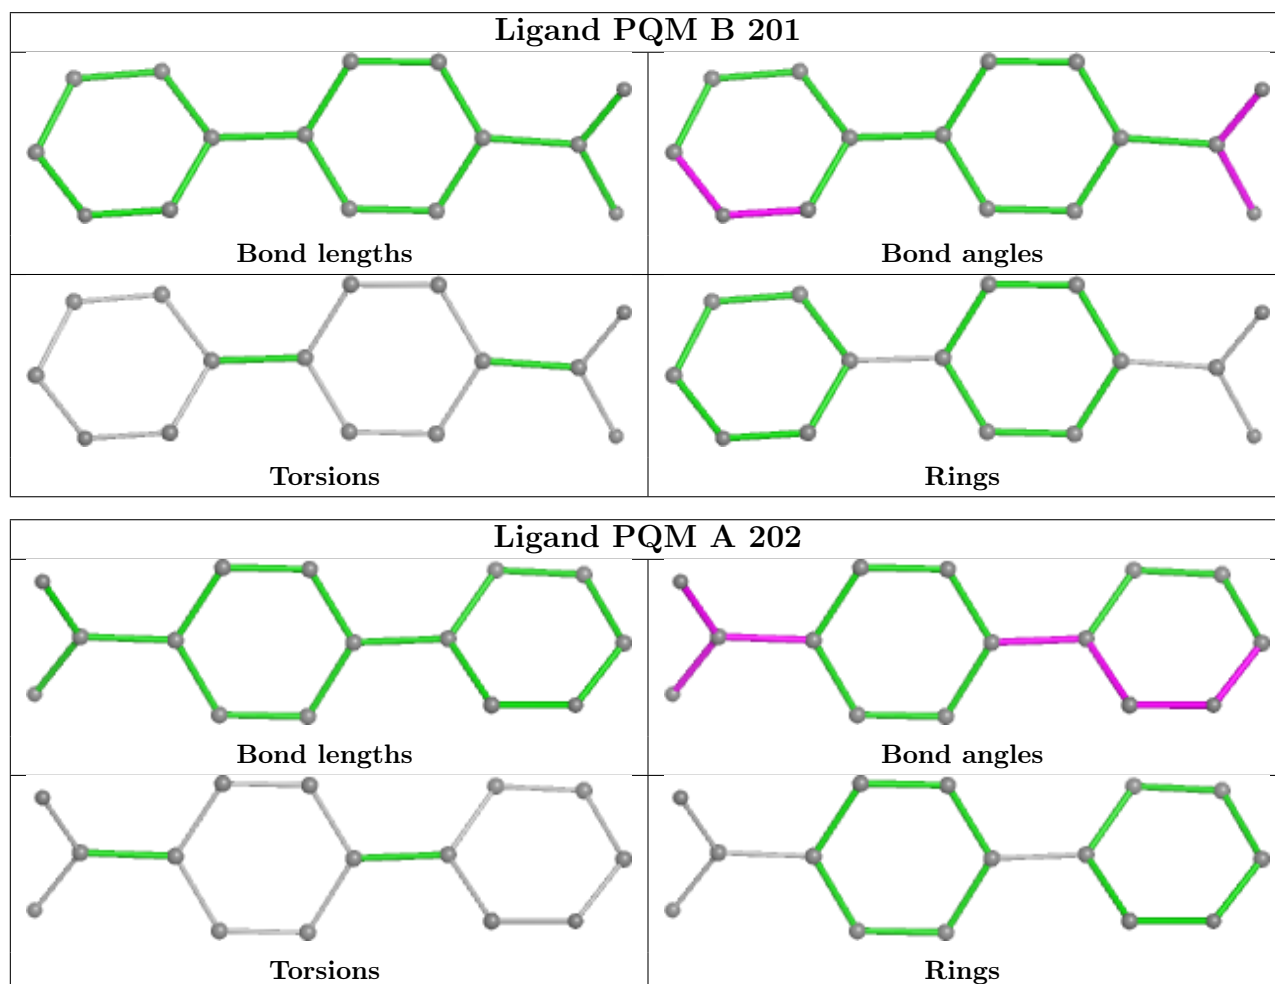 Ligand PQM B 201
Bond lengths
Bond angles
Torsions
Rings
Ligand PQM A 202
Bond lengths
Bond angles
Torsions
Rings